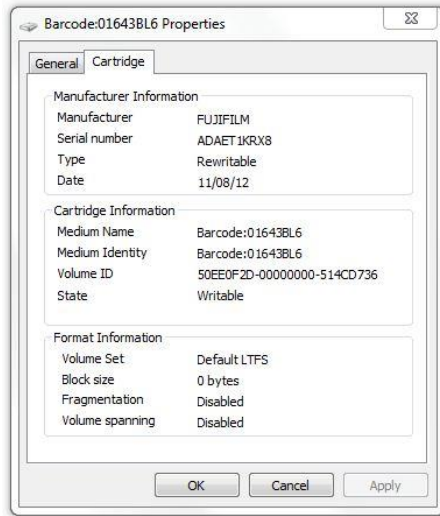 Barcode:01643BL6 Properties
General Cartridge
Manufacturer Information
Manufacturer FUJIFILM
Serial number ADAET1KRX8
Type Rewritable
Date 11/08/12
Cartridge Information
Medium Name Barcode:01643BL6
Medium Identity Barcode:01643BL6
Volume ID 50EE0F2D-00000000-514CD736
State Writable
Format Information
Volume Set Default LTFS
Block size 0 bytes
Fragmentation Disabled
Volume spanning Disabled
OK Cancel Apply